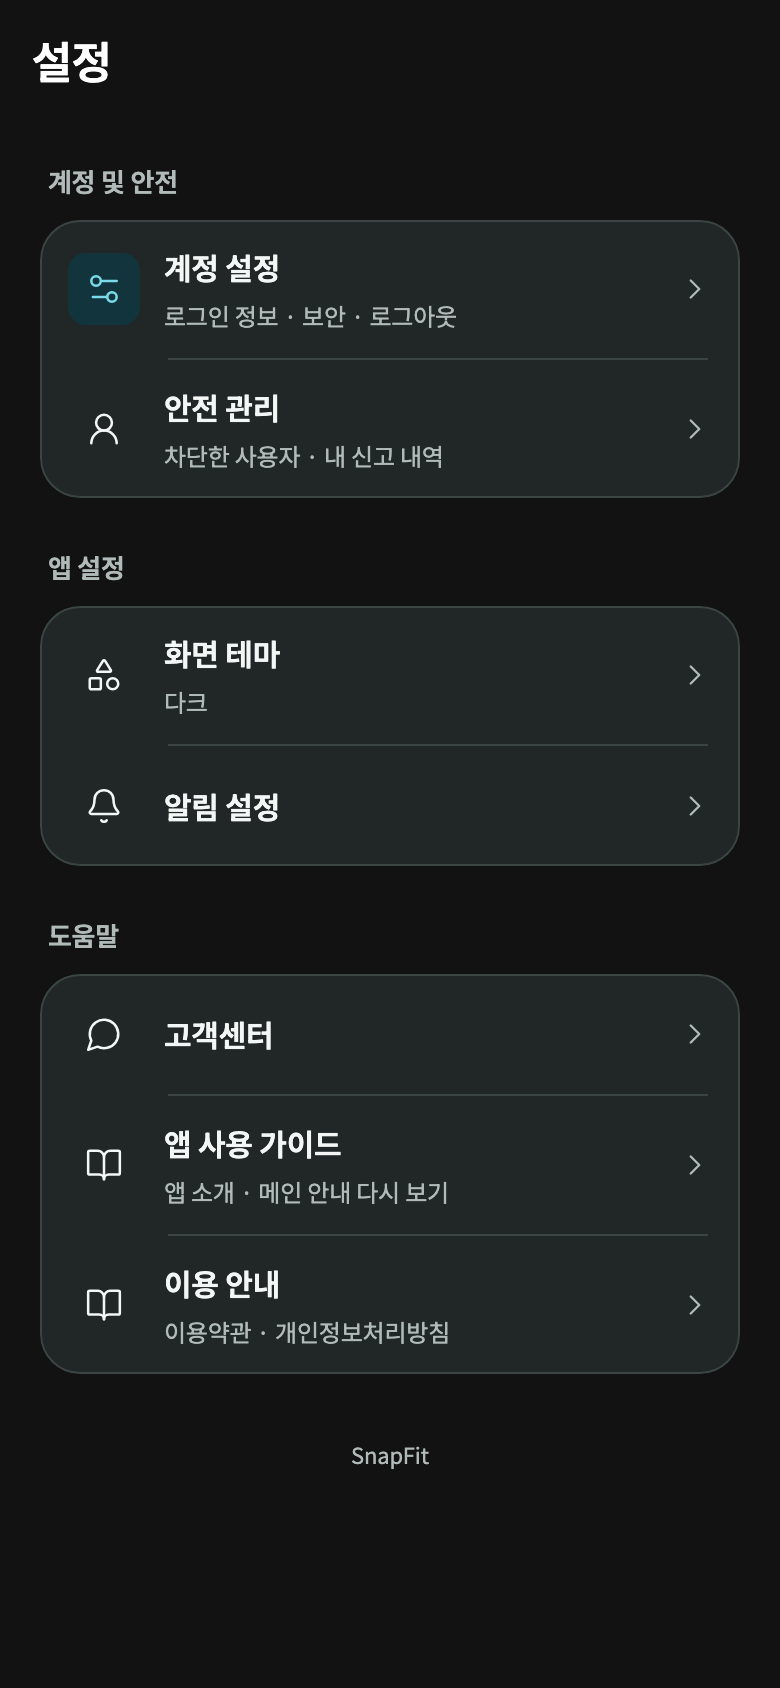 설정
계정 및 안전
계정 설정
로그인 정보 · 보안 · 로그아웃
안전 관리
차단한 사용자 · 내 신고 내역
앱 설정
화면 테마
다크
알림 설정
도움말
고객센터
앱 사용 가이드
앱 소개 · 메인 안내 다시 보기
이용 안내
이용약관 · 개인정보처리방침
SnapFit